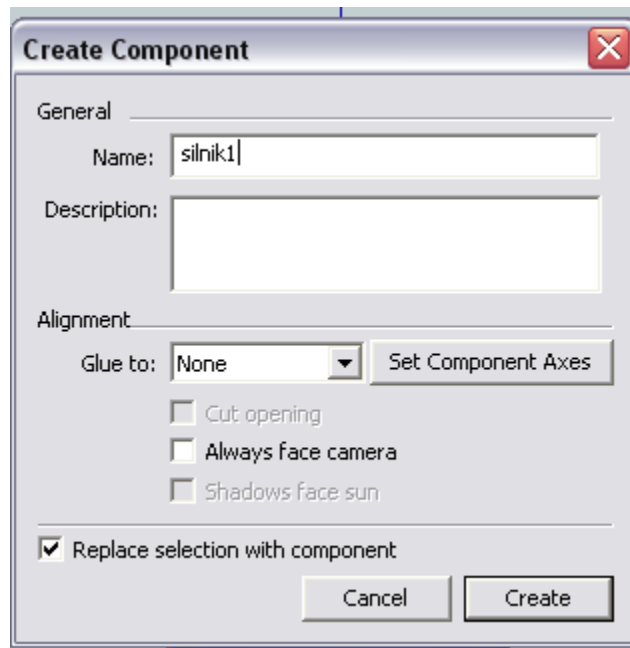 Create Component
General
Name: silnik1
Description:
Alignment
Glue to: None Set Component Axes
Cut opening
Always face camera
Shadows face sun
Replace selection with component
Cancel Create